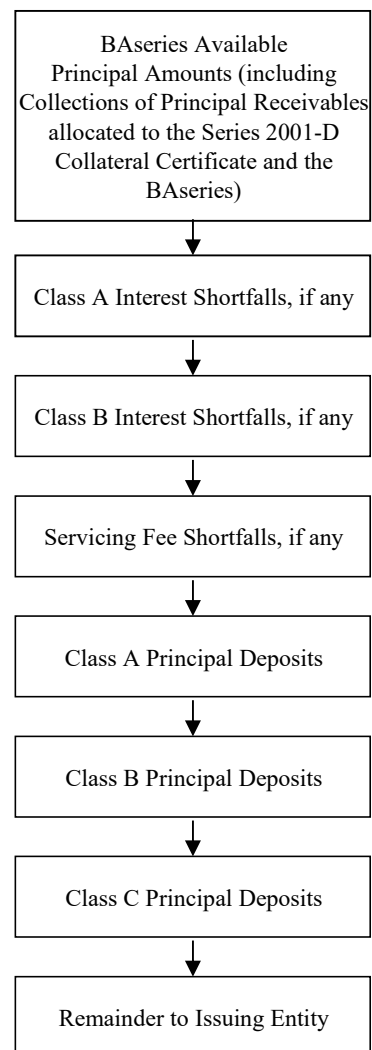 BAseries Available
Principal Amounts (including
Collections of Principal Receivables
allocated to the Series 2001-D
Collateral Certificate and the
BAseries)
Class A Interest Shortfalls, if any
Class B Interest Shortfalls, if any
Servicing Fee Shortfalls, if any
Class A Principal Deposits
Class B Principal Deposits
Class C Principal Deposits
Remainder to Issuing Entity